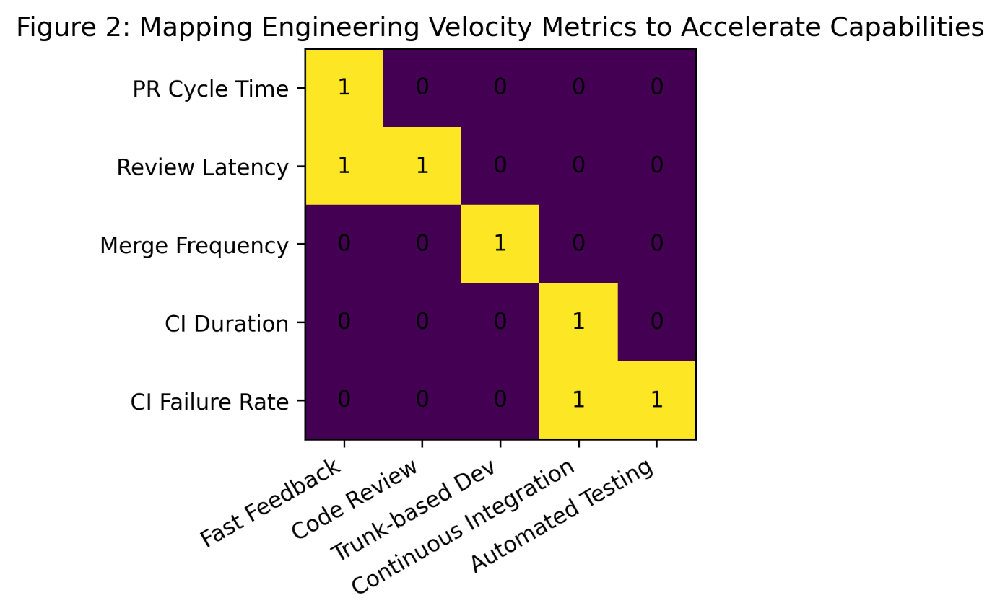 Figure 2: Mapping Engineering Velocity Metrics to Accelerate Capabilities
PR Cycle Time 1 0 0 0 0
Review Latency 1 1 0 0 0
Merge Frequency 0 0 1 0 0
CI Duration 0 0 0 1 0
CI Failure Rate 0 0 0 1 1
Fast Feedback
Code Review
Trunk-based Dev
Continuous Integration
Automated Testing